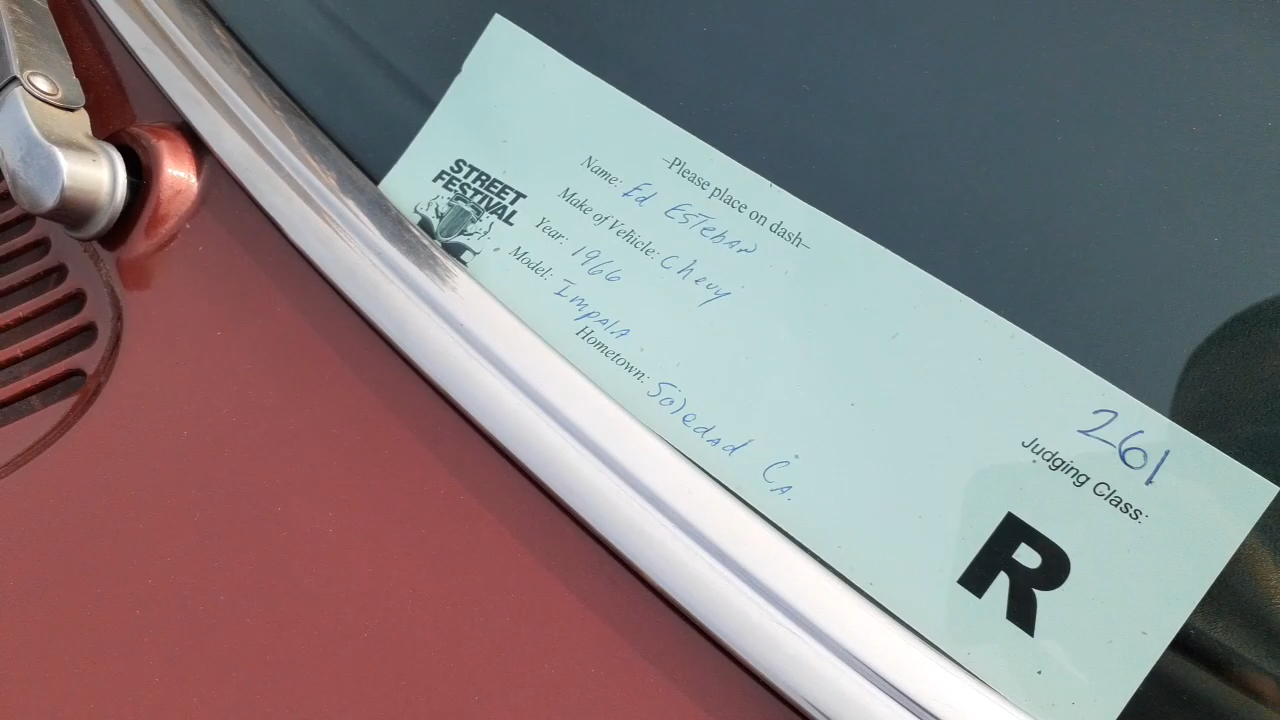 STREET
FESTIVAL
–Please place on dash–
Name: Ed Esteban
Make of Vehicle: Chevy
Year: 1966
Model: Impala
Hometown: Soledad CA.
261
Judging Class:
R